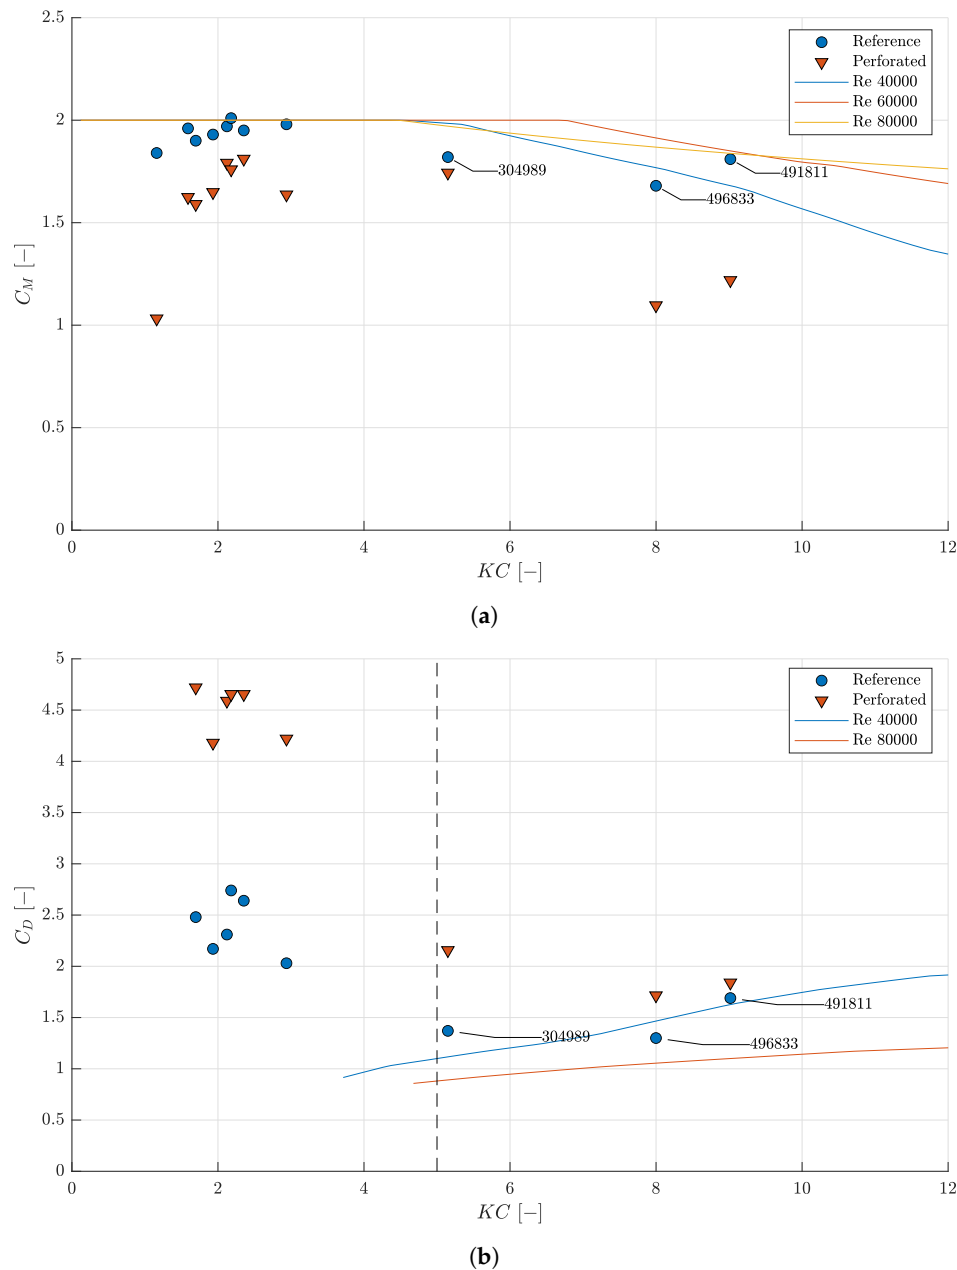 2.5
2
1.5
1
0.5
0
C_M [−]
Reference
Perforated
Re 40000
Re 60000
Re 80000
304989
496833
491811
0 2 4 6 8 10 12
KC [−]
(a)
5
4.5
4
3.5
3
2.5
2
1.5
1
0.5
0
C_D [−]
Reference
Perforated
Re 40000
Re 80000
304989
496833
491811
0 2 4 6 8 10 12
KC [−]
(b)